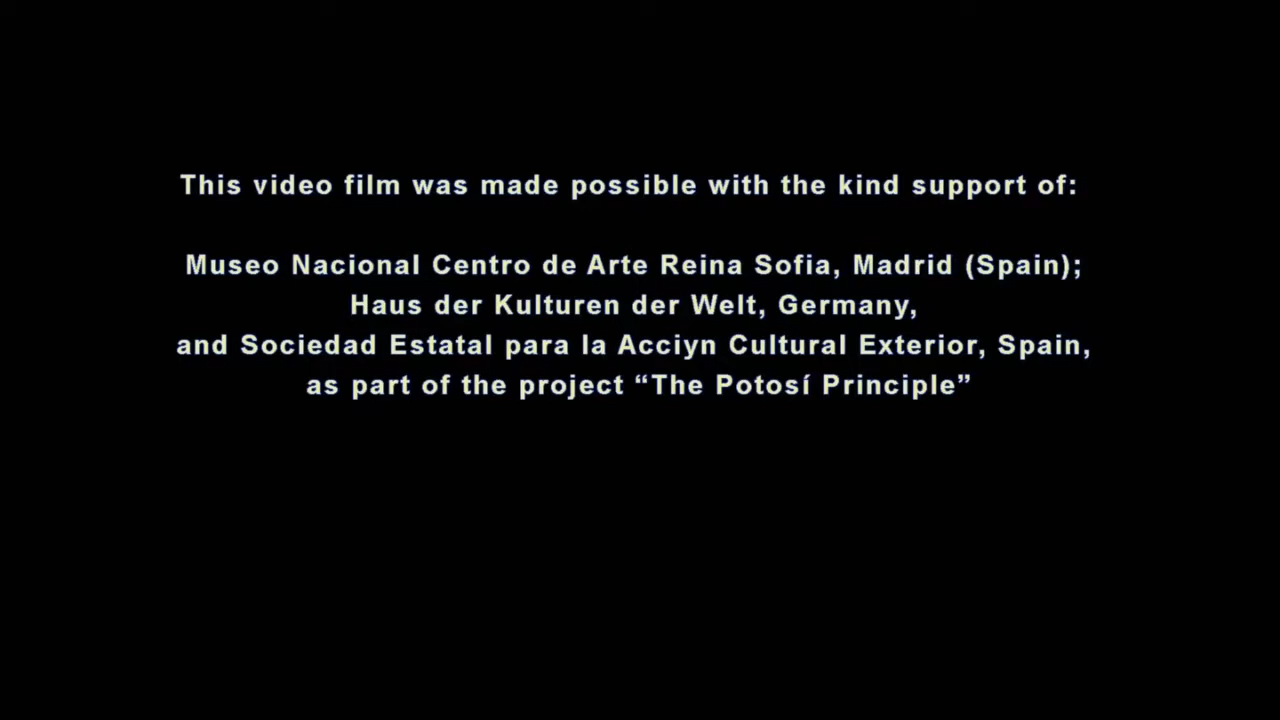 This video film was made possible with the kind support of:
Museo Nacional Centro de Arte Reina Sofia, Madrid (Spain);
Haus der Kulturen der Welt, Germany,
and Sociedad Estatal para la Acciyn Cultural Exterior, Spain,
as part of the project “The Potosí Principle”